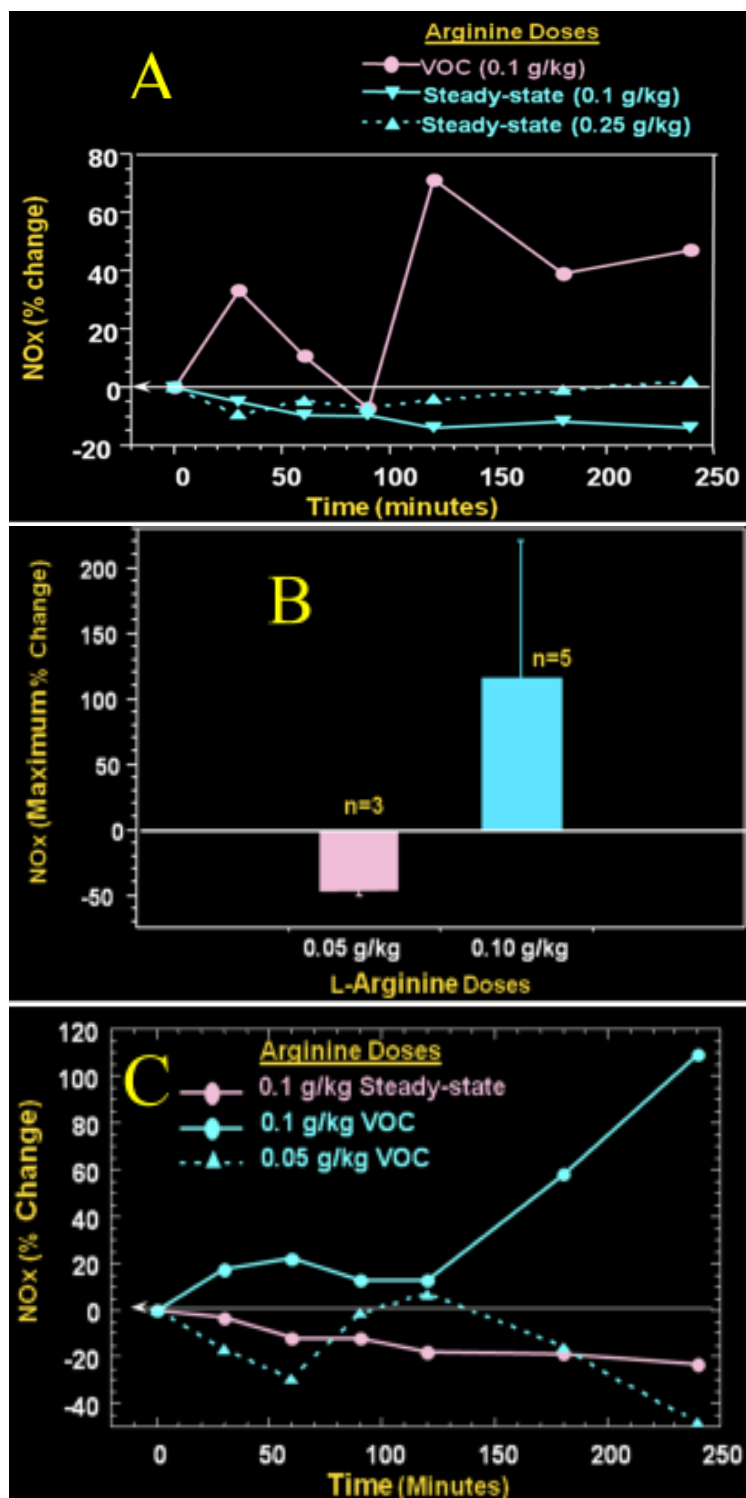 A
Arginine Doses
VOC (0.1 g/kg)
Steady-state (0.1 g/kg)
Steady-state (0.25 g/kg)
80
60
40
20
0
-20
NOx (% change)
0 50 100 150 200 250
Time (minutes)
B
200
150
100
50
0
-50
NOx (Maximum% Change)
n=3
n=5
0.05 g/kg 0.10 g/kg
L-Arginine Doses
C
Arginine Doses
0.1 g/kg Steady-state
0.1 g/kg VOC
0.05 g/kg VOC
120
100
80
60
40
20
0
-20
-40
NOx (% Change)
0 50 100 150 200 250
Time (Minutes)